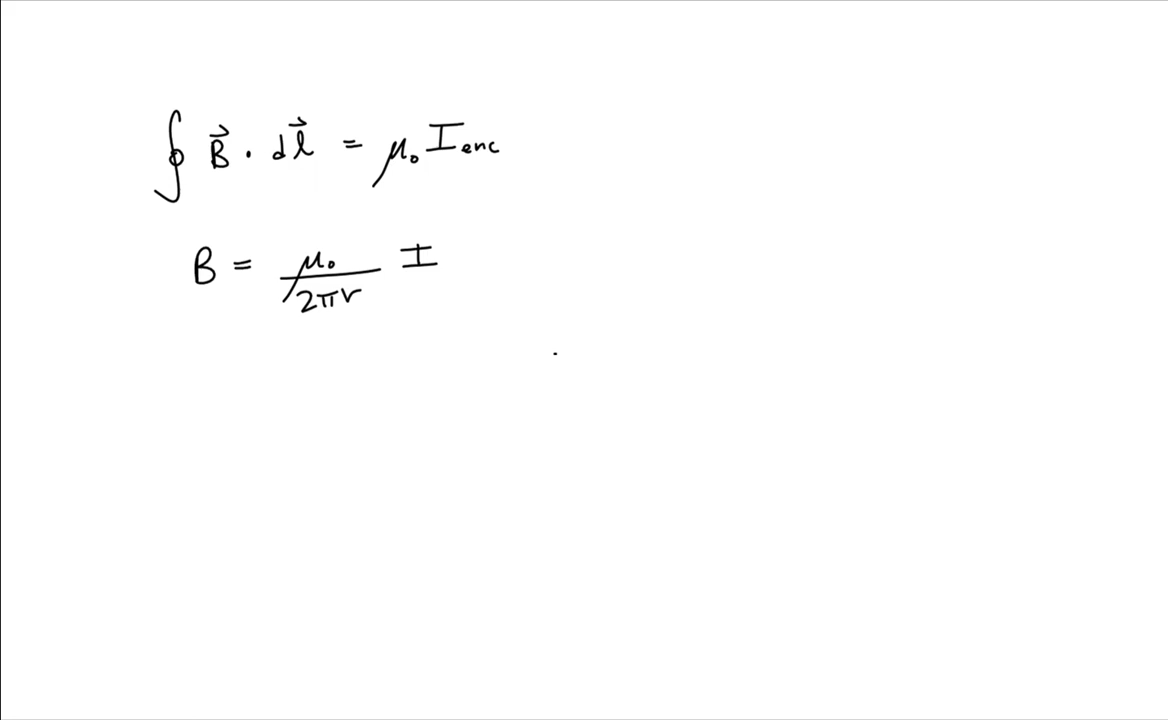 ∮ B⃗ · dl⃗ = μ₀ I_enc
B = μ₀/2πr I